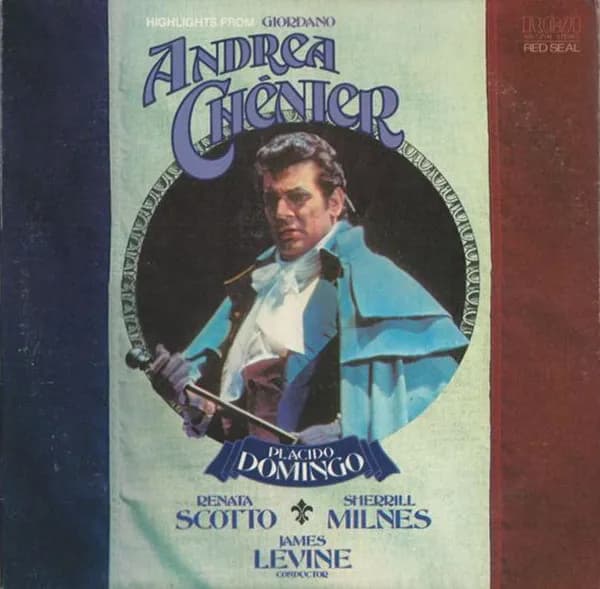 HIGHLIGHTS FROM GIORDANO
ANDREA
CHÉNIER
RCA
RED SEAL
PLACIDO
DOMINGO
RENATA
SCOTTO
SHERRILL
MILNES
JAMES
LEVINE
CONDUCTOR